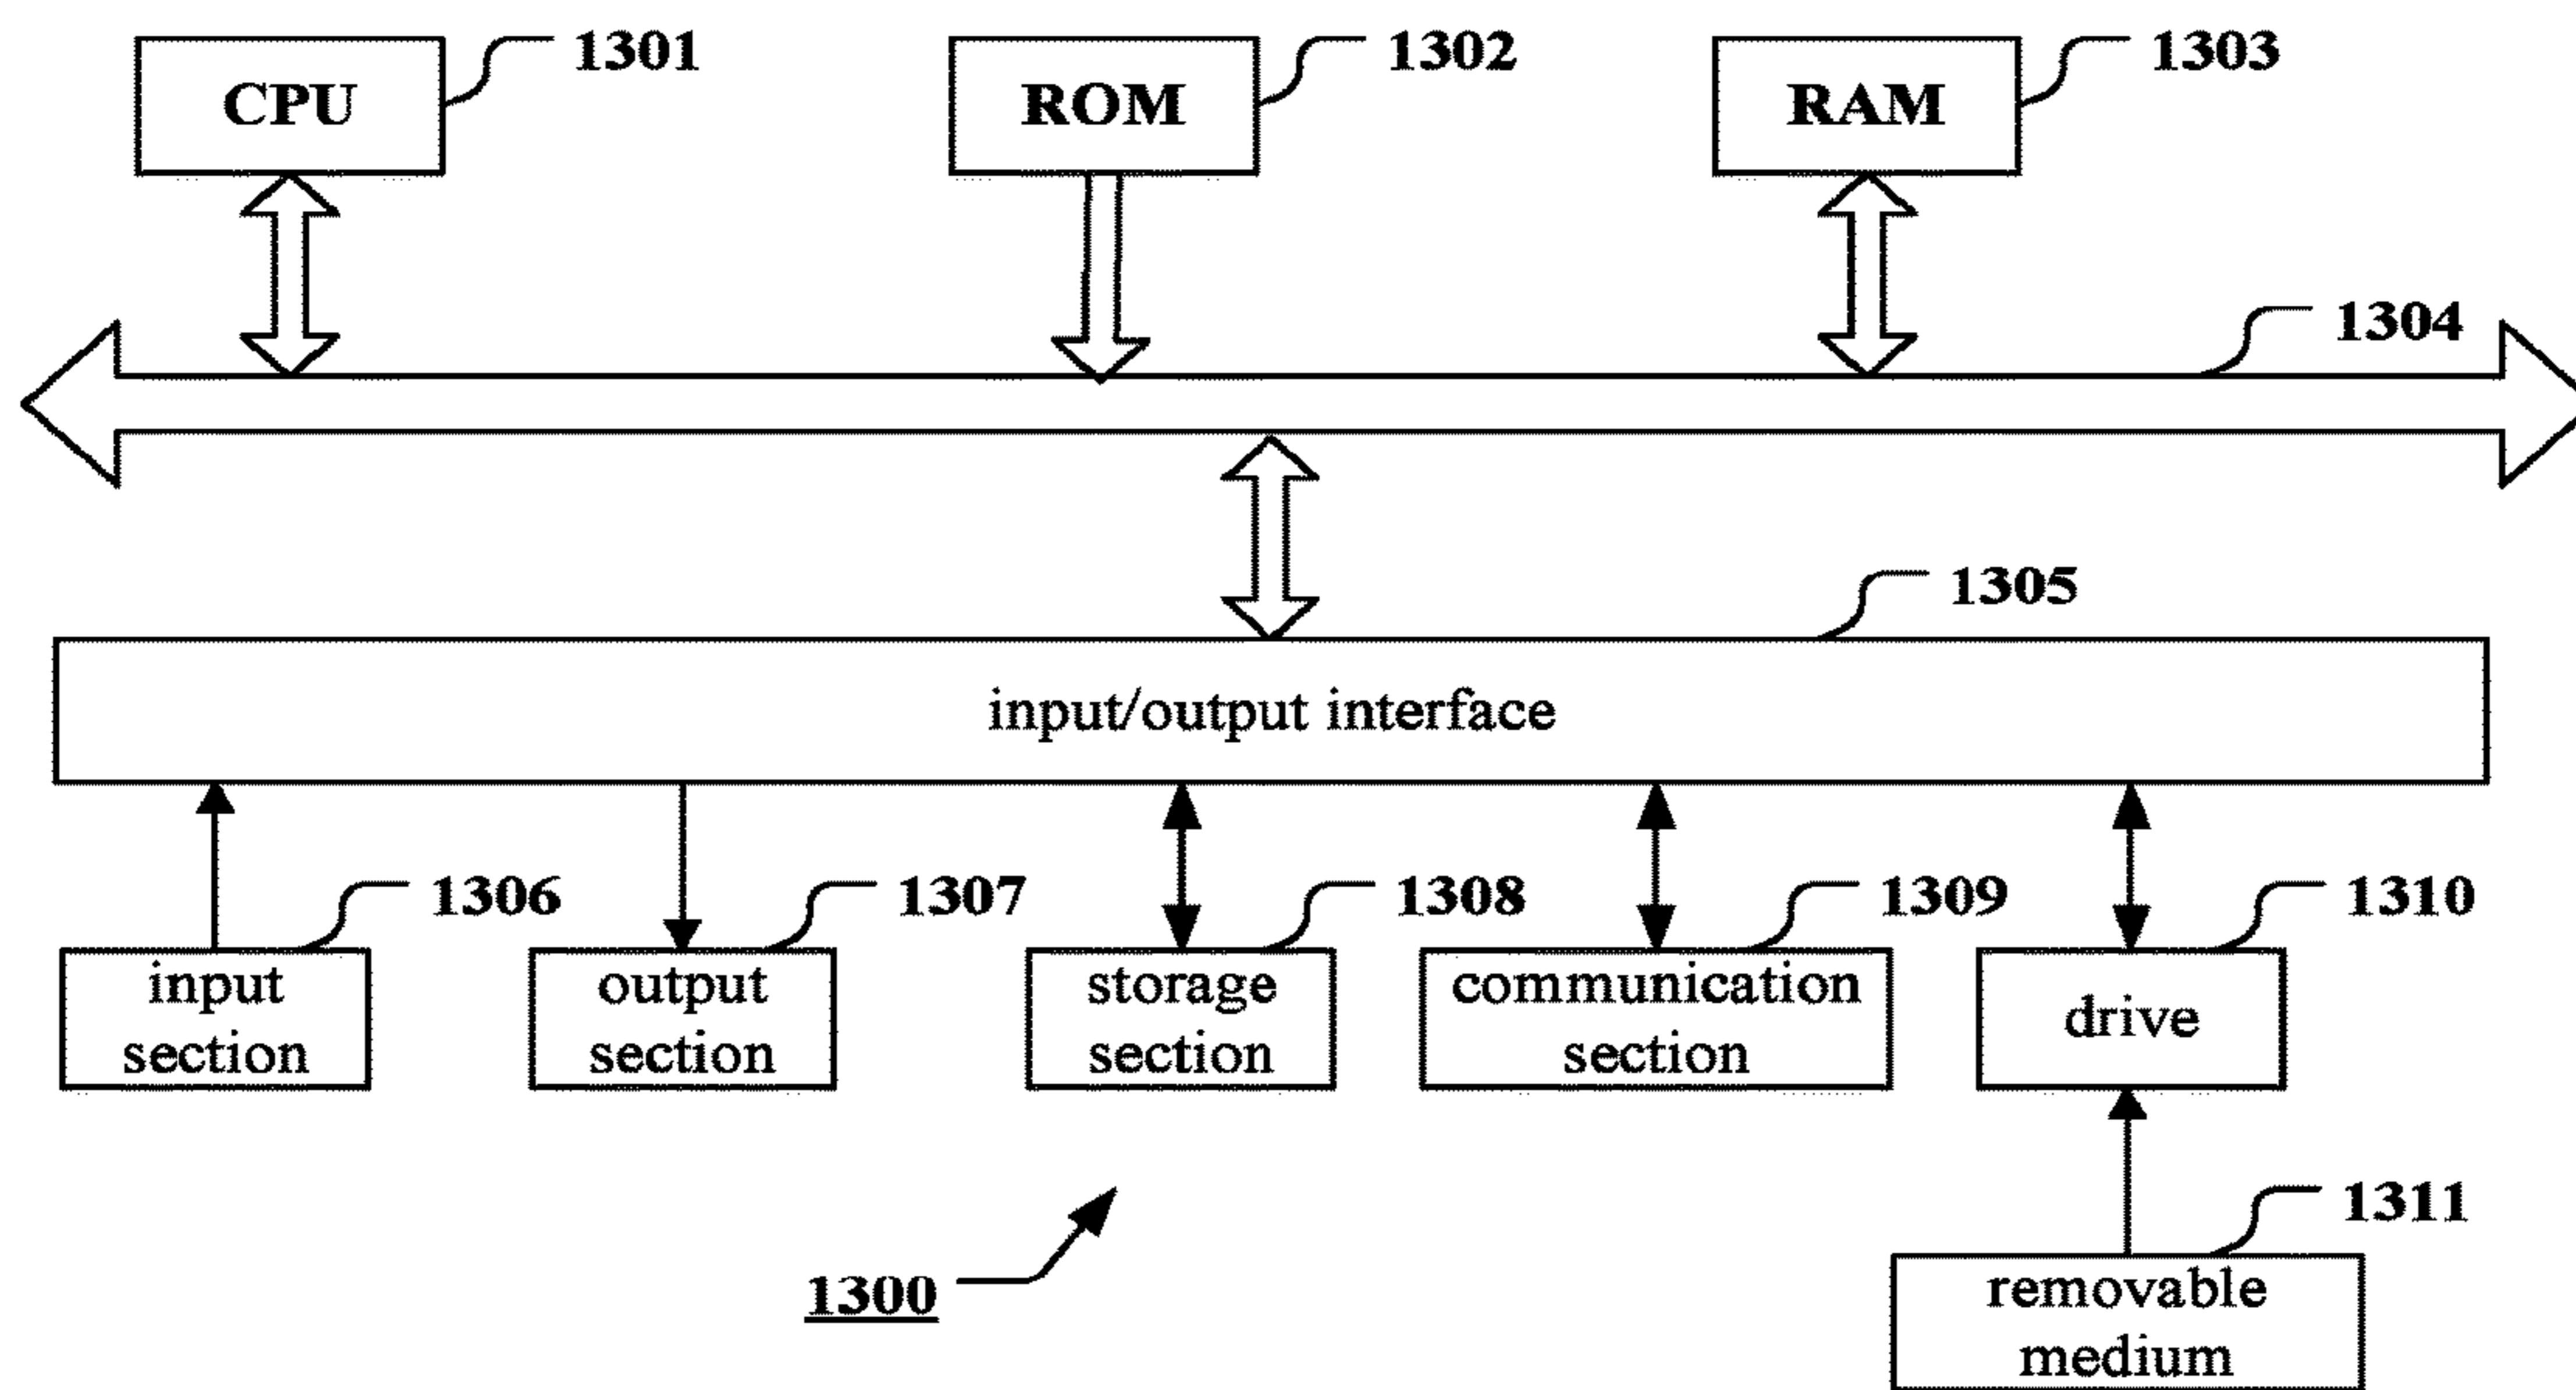 CPU
1301
ROM
1302
RAM
1303
1304
1305
input/output interface
1306
1307
1308
1309
1310
input
section
output
section
storage
section
communication
section
drive
1311
1300
removable
medium